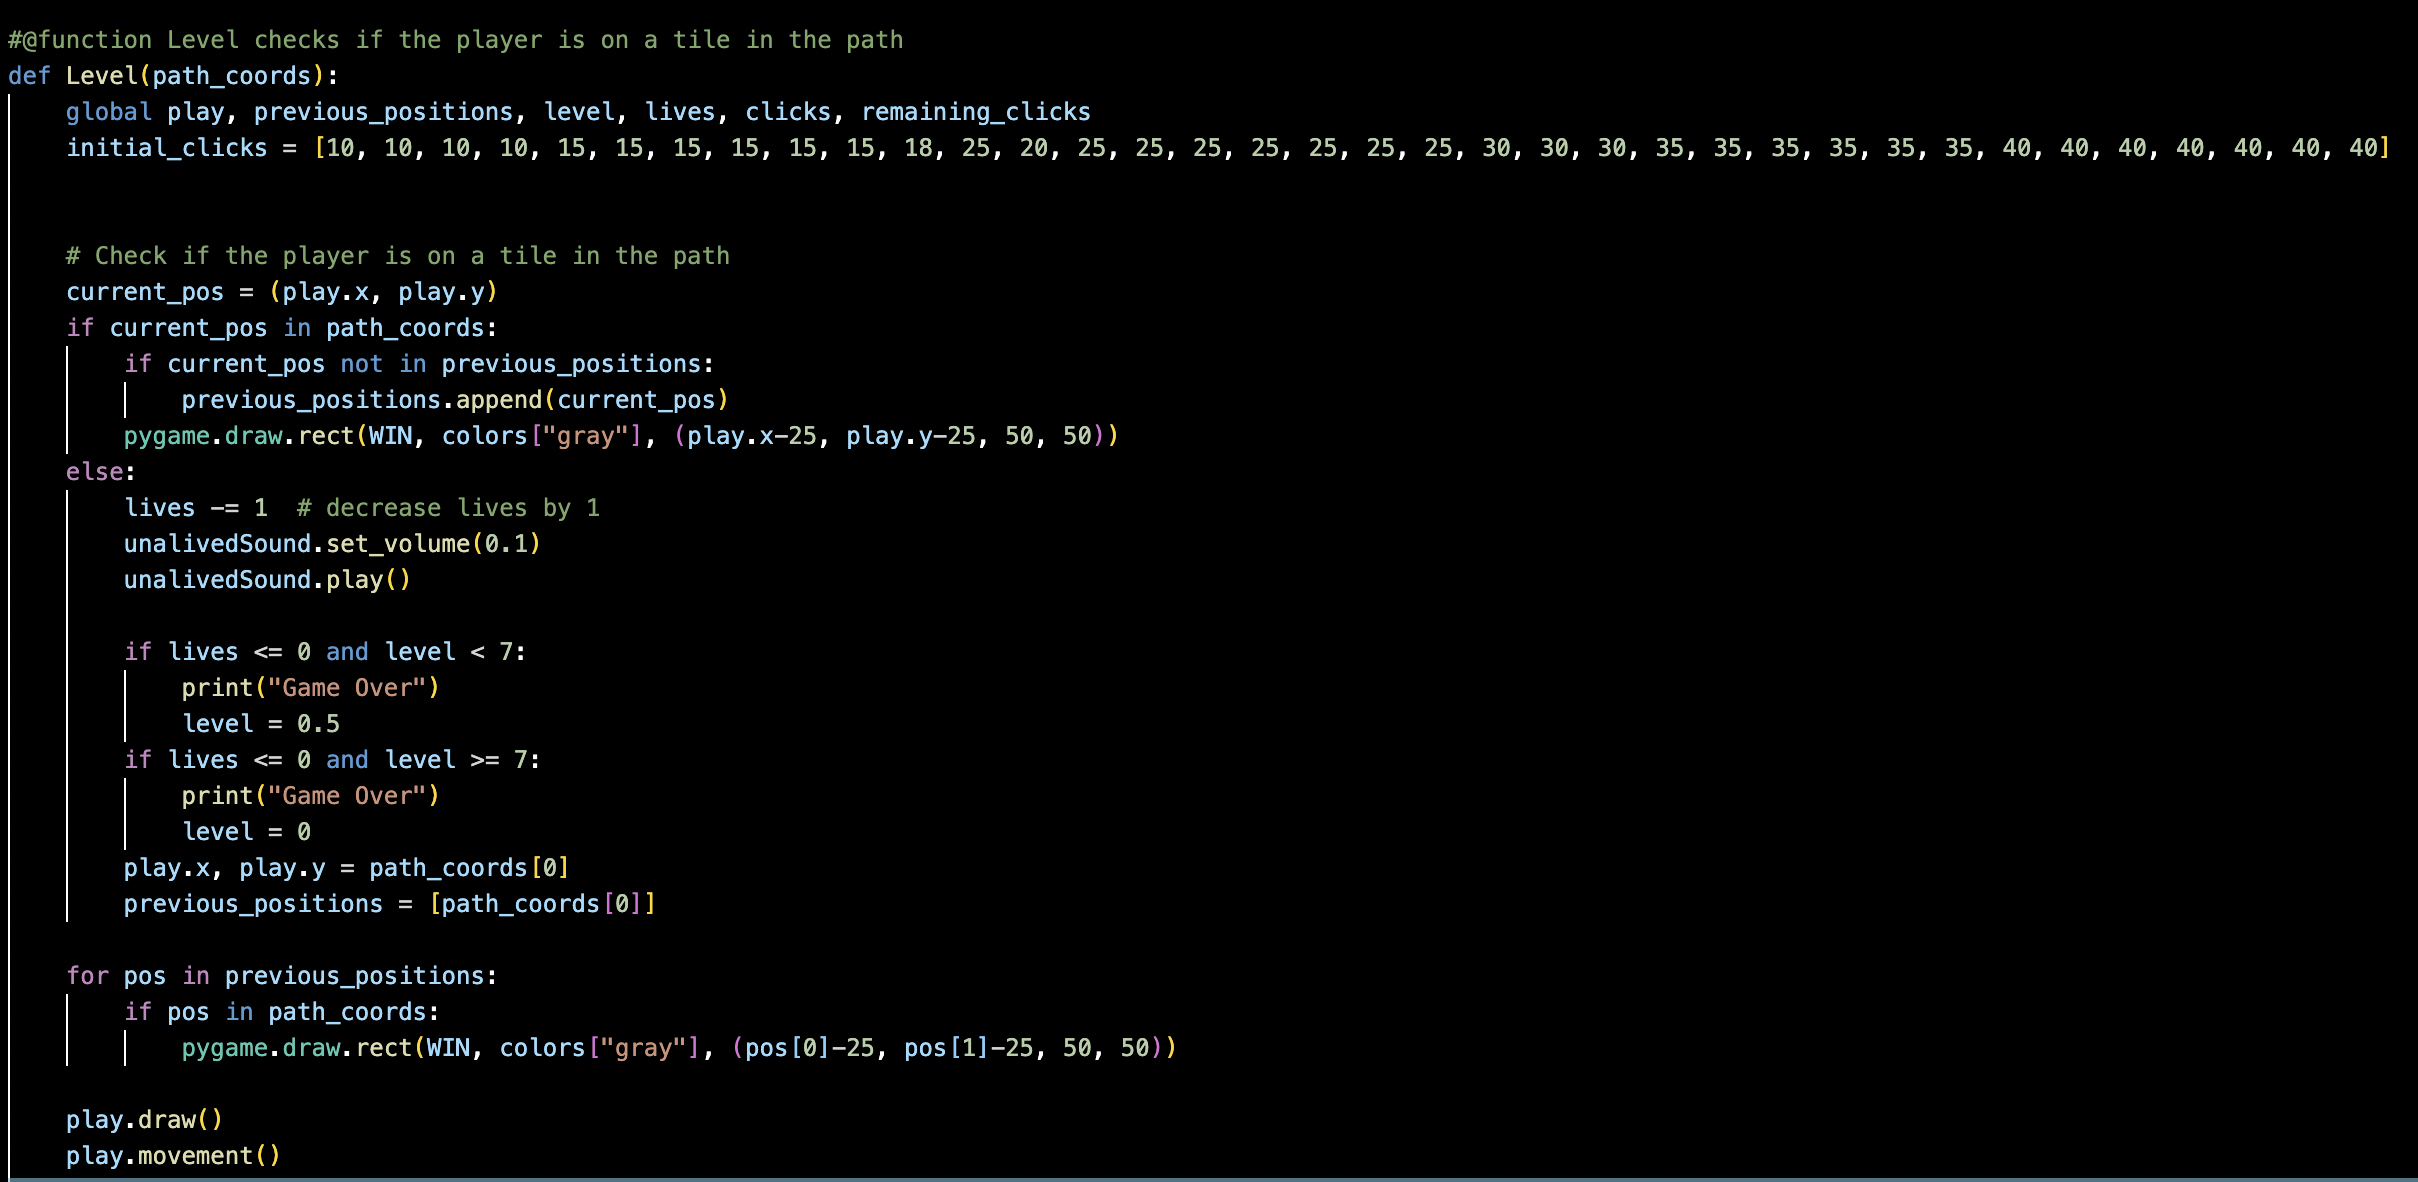 #@function Level checks if the player is on a tile in the path
def Level(path_coords):
    global play, previous_positions, level, lives, clicks, remaining_clicks
    initial_clicks = [10, 10, 10, 10, 15, 15, 15, 15, 15, 15, 18, 25, 20, 25, 25, 25, 25, 25, 25, 25, 30, 30, 30, 35, 35, 35, 35, 35, 35, 40, 40, 40, 40, 40, 40, 40]
    # Check if the player is on a tile in the path
    current_pos = (play.x, play.y)
    if current_pos in path_coords:
        if current_pos not in previous_positions:
            previous_positions.append(current_pos)
        pygame.draw.rect(WIN, colors["gray"], (play.x-25, play.y-25, 50, 50))
    else:
        lives -= 1  # decrease lives by 1
        unalivedSound.set_volume(0.1)
        unalivedSound.play()
        if lives <= 0 and level < 7:
            print("Game Over")
            level = 0.5
        if lives <= 0 and level >= 7:
            print("Game Over")
            level = 0
        play.x, play.y = path_coords[0]
        previous_positions = [path_coords[0]]
    for pos in previous_positions:
        if pos in path_coords:
            pygame.draw.rect(WIN, colors["gray"], (pos[0]-25, pos[1]-25, 50, 50))
    play.draw()
    play.movement()